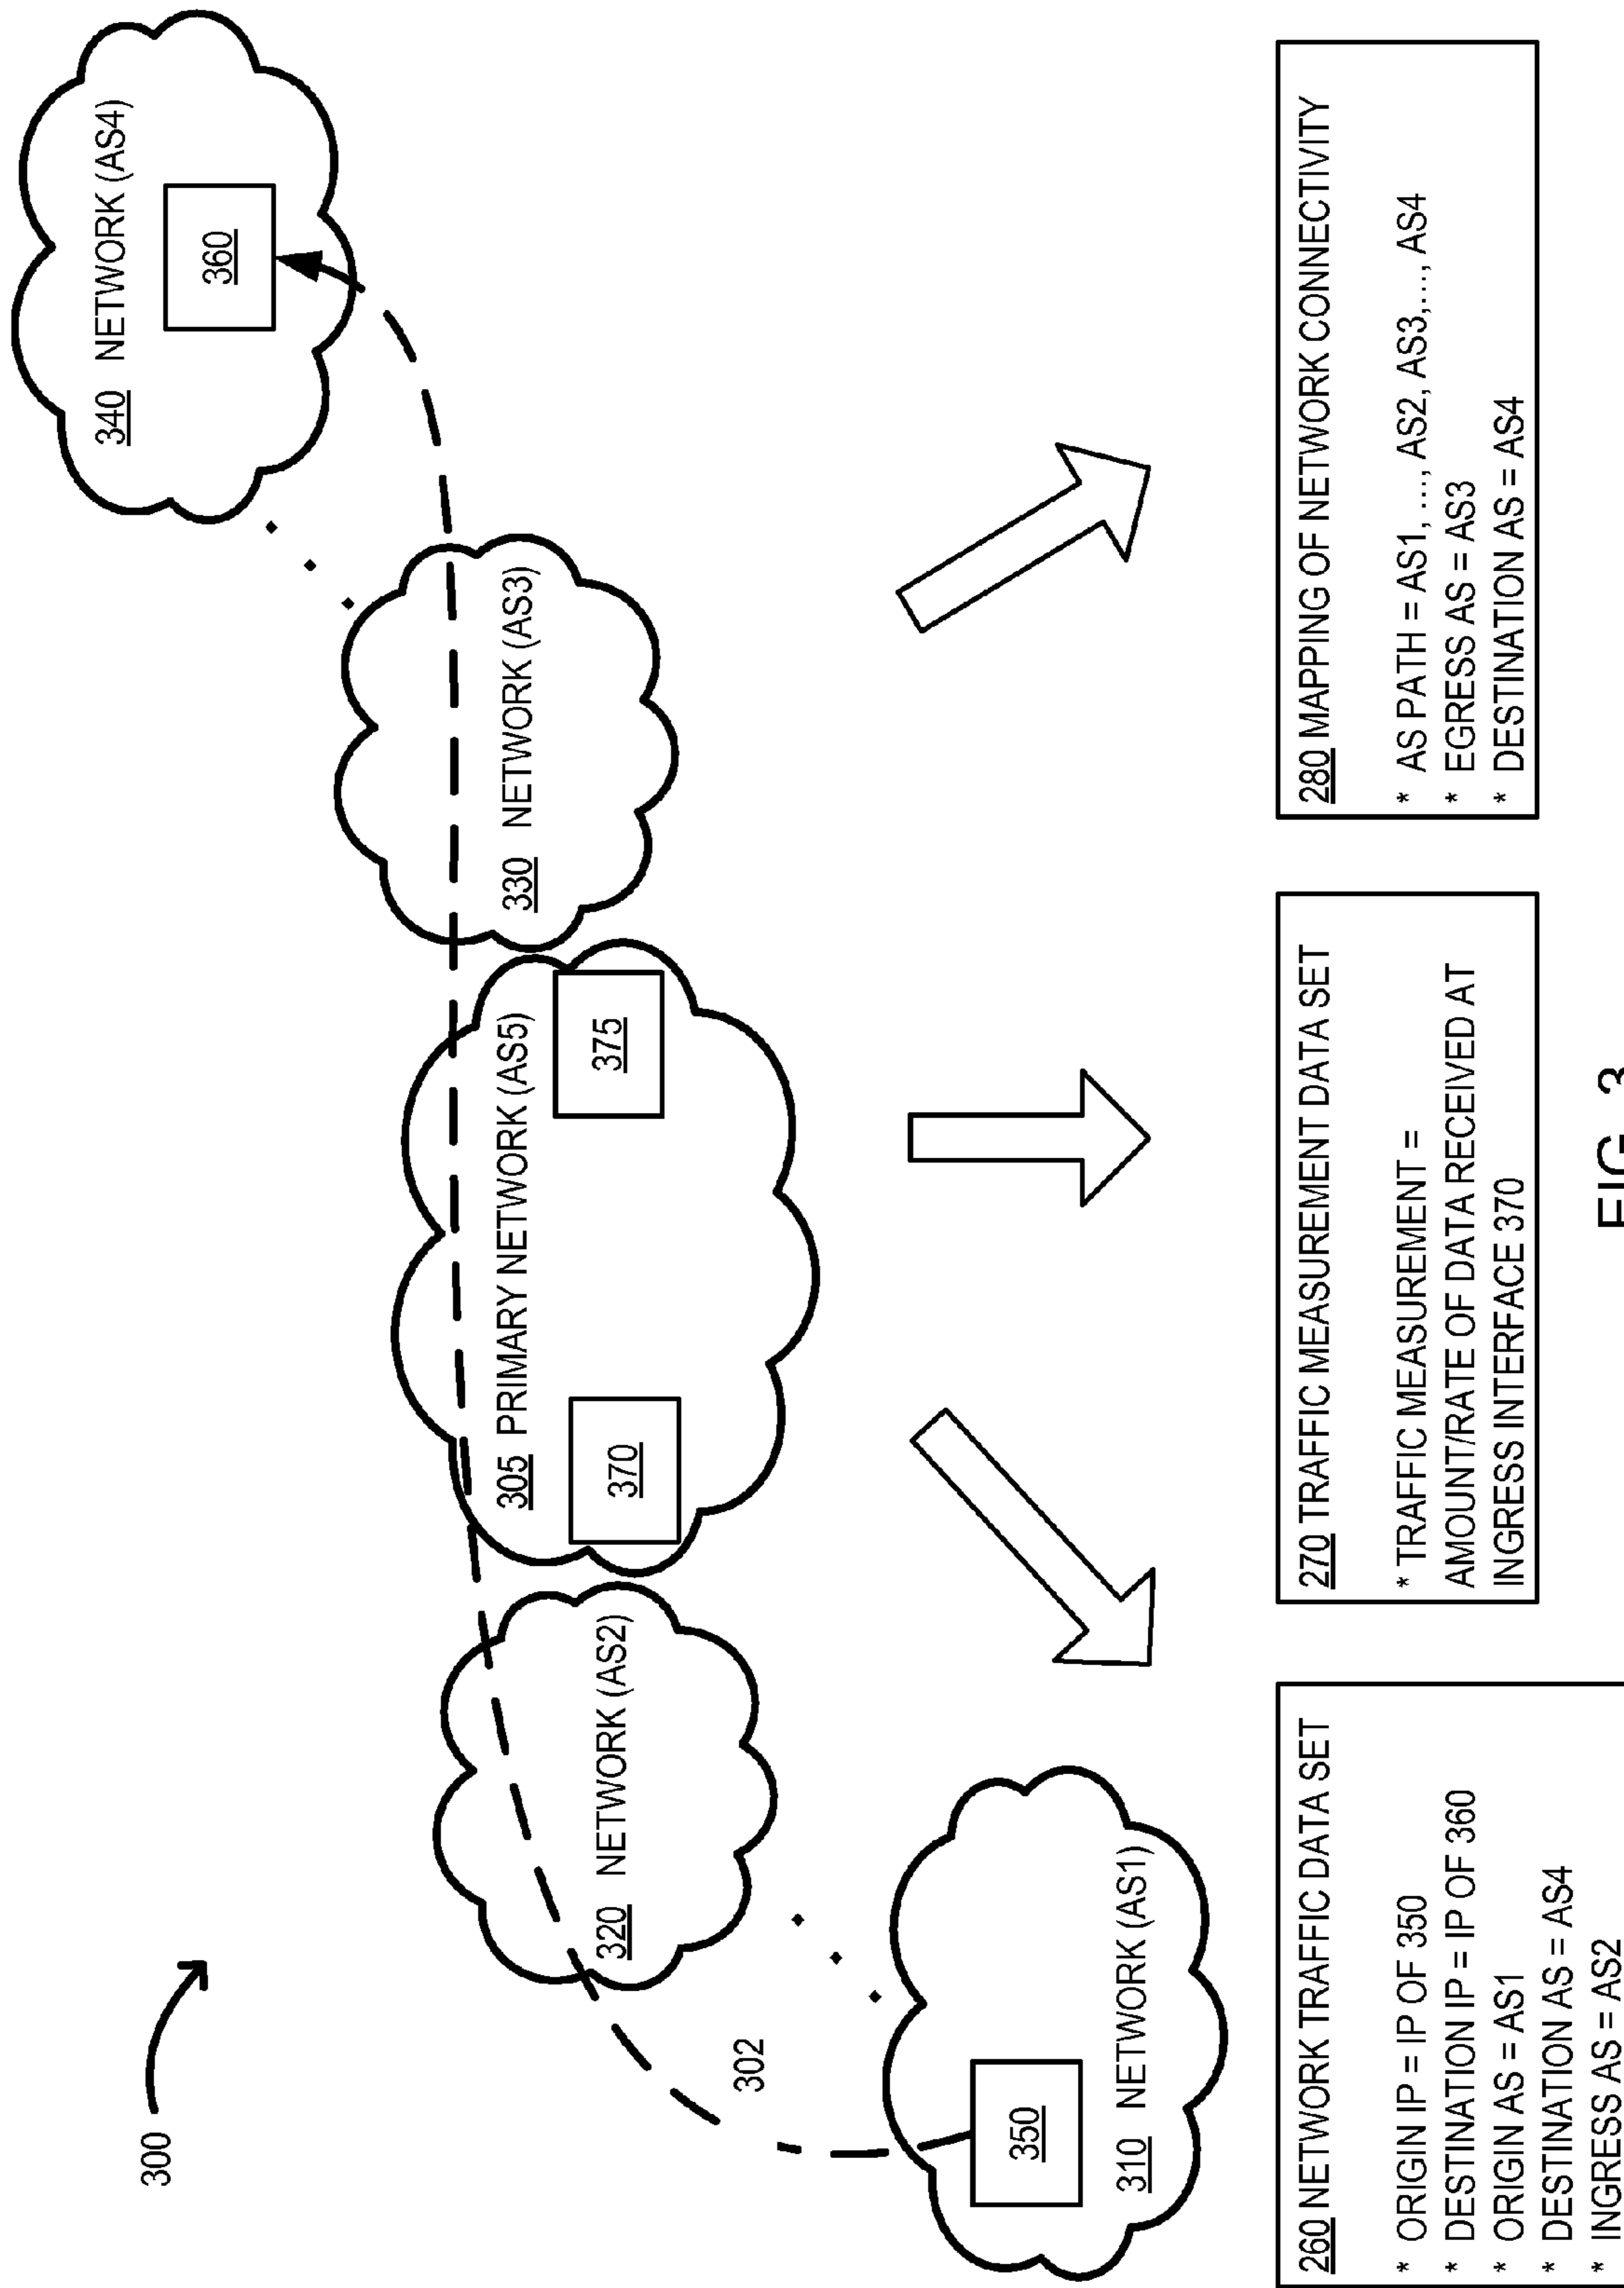 300
302
340 NETWORK (AS4)
360
330 NETWORK (AS3)
305 PRIMARY NETWORK (AS5)
370
375
320 NETWORK (AS2)
350
310 NETWORK (AS1)
260 NETWORK TRAFFIC DATA SET
* ORIGIN IP = IP OF 350
* DESTINATION IP = IP OF 360
* ORIGIN AS = AS1
* DESTINATION AS = AS4
* INGRESS AS = AS2
270 TRAFFIC MEASUREMENT DATA SET
* TRAFFIC MEASUREMENT =
AMOUNT/RATE OF DATA RECEIVED AT
INGRESS INTERFACE 370
280 MAPPING OF NETWORK CONNECTIVITY
* AS PATH = AS1, ..., AS2, AS3,..., AS4
* EGRESS AS = AS3
* DESTINATION AS = AS4
FIG. 3